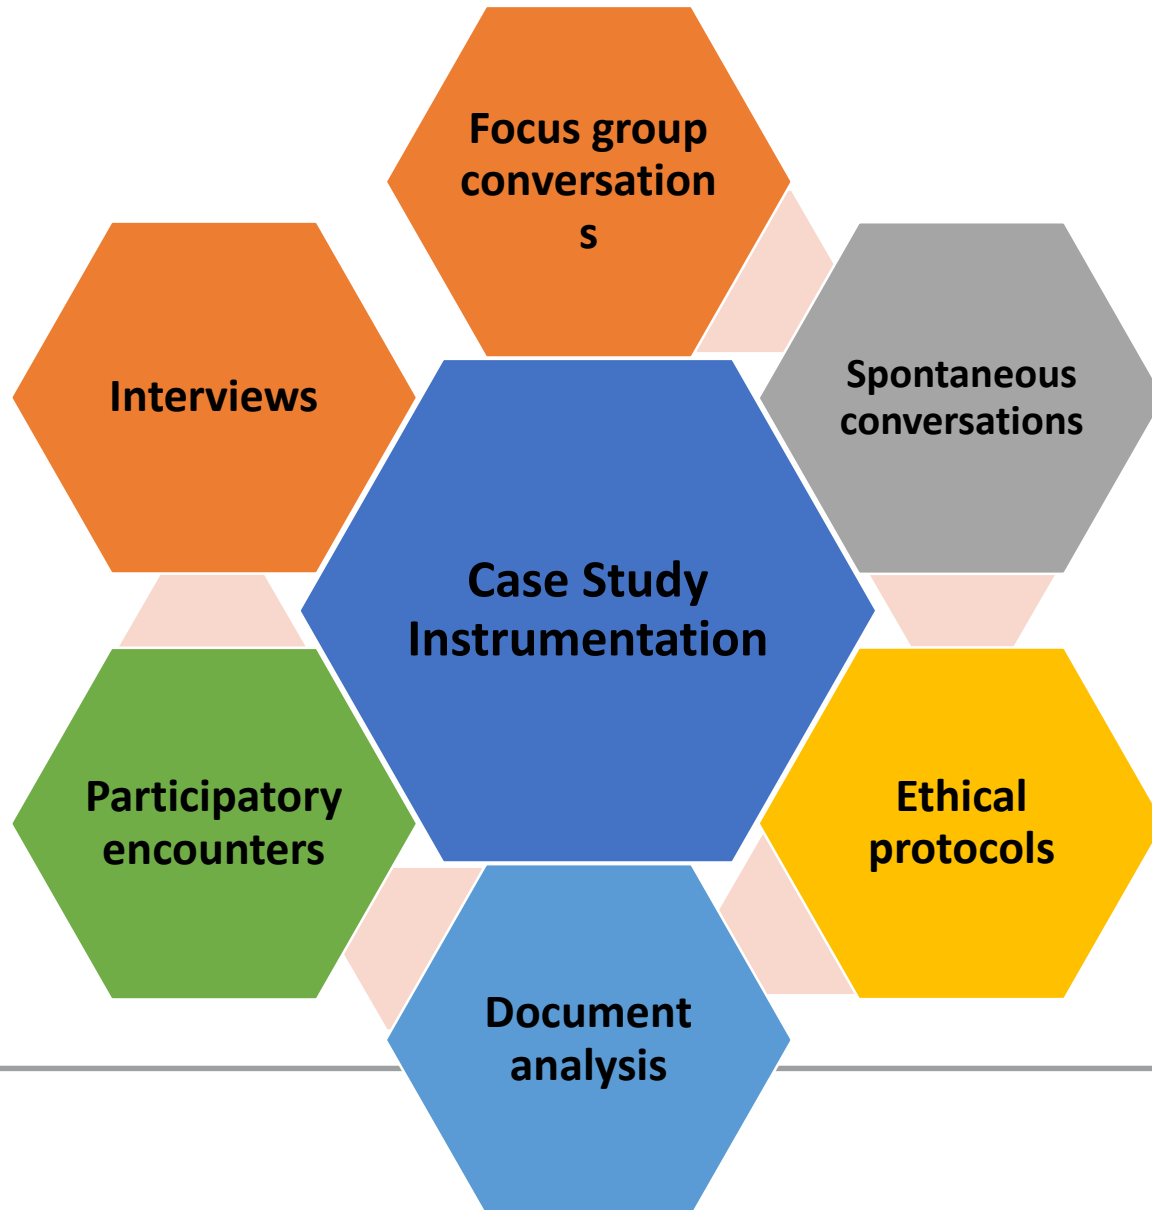 Focus group
conversation
s
Interviews
Spontaneous
conversations
Case Study
Instrumentation
Participatory
encounters
Ethical
protocols
Document
analysis